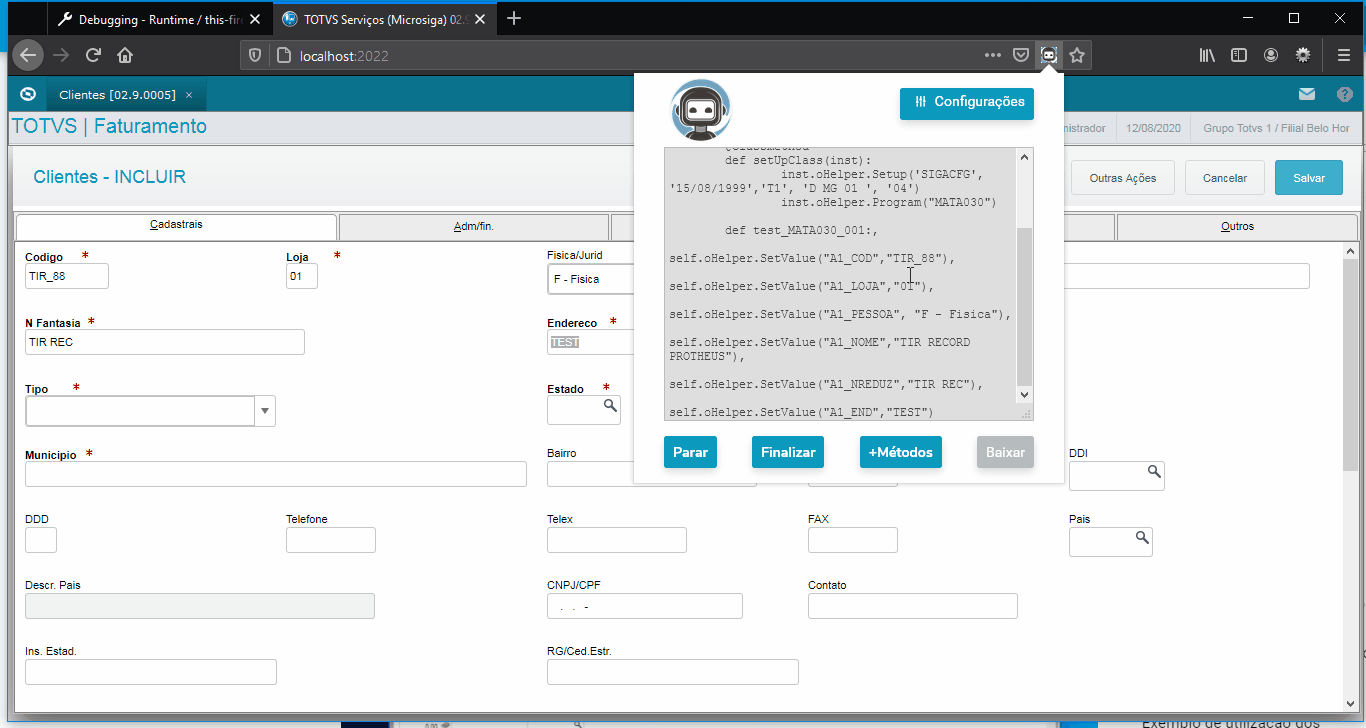 Debugging - Runtime / this-fire
TOTVS Serviços (Microsiga) 02.9
localhost:2022
Clientes [02.9.0005]
TOTVS | Faturamento
Configurações
nistrador
12/08/2020
Grupo Totvs 1 / Filial Belo Hor
Clientes - INCLUIR
Outras Ações
Cancelar
Salvar
@classmethod
def setUpClass(inst):
inst.oHelper.Setup('SIGACFG',
'15/08/1999','T1', 'D MG 01 ', '04')
inst.oHelper.Program("MATA030")
def test_MATA030_001:,
self.oHelper.SetValue("A1_COD","TIR_88"),
self.oHelper.SetValue("A1_LOJA","01"),
self.oHelper.SetValue("A1_PESSOA", "F - Fisica"),
self.oHelper.SetValue("A1_NOME","TIR RECORD
PROTHEUS"),
self.oHelper.SetValue("A1_NREDUZ","TIR REC"),
self.oHelper.SetValue("A1_END","TEST")
Parar
Finalizar
+Métodos
Baixar
Cadastrais
Adm/fin.
Outros
Codigo *
Loja *
Fisica/Jurid
TIR_88
01
F - Fisica
N Fantasia *
Endereco *
TIR REC
TEST
Tipo *
Estado *
Municipio *
Bairro
DDI
DDD
Telefone
Telex
FAX
Pais
Descr. Pais
CNPJ/CPF
Contato
. . -
Ins. Estad.
RG/Ced.Estr.
Exemplo de utilização dos